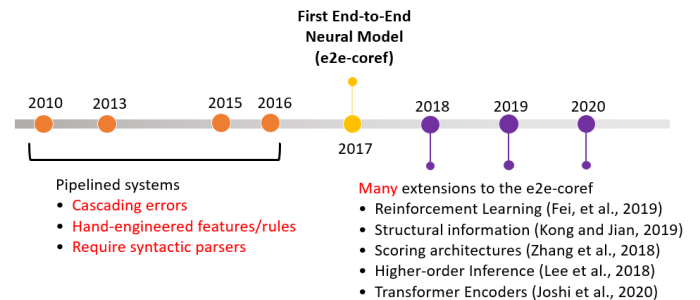 First End-to-End
Neural Model
(e2e-coref)
2010
2013
2015
2016
2018
2019
2020
2017
Pipelined systems
• Cascading errors
• Hand-engineered features/rules
• Require syntactic parsers
Many extensions to the e2e-coref
• Reinforcement Learning (Fei, et al., 2019)
• Structural information (Kong and Jian, 2019)
• Scoring architectures (Zhang et al., 2018)
• Higher-order Inference (Lee et al., 2018)
• Transformer Encoders (Joshi et al., 2020)